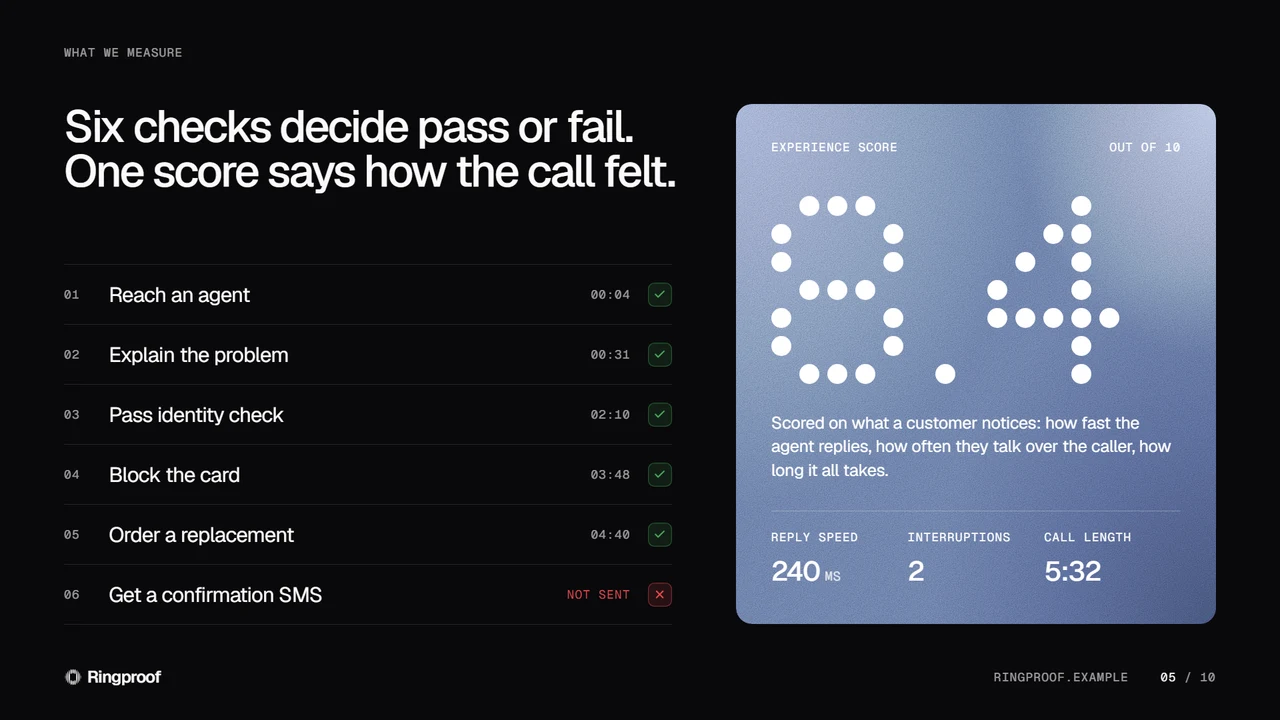 WHAT WE MEASURE
Six checks decide pass or fail.
One score says how the call felt.
01 Reach an agent 00:04
02 Explain the problem 00:31
03 Pass identity check 02:10
04 Block the card 03:48
05 Order a replacement 04:40
06 Get a confirmation SMS NOT SENT
EXPERIENCE SCORE OUT OF 10
8.4
Scored on what a customer notices: how fast the
agent replies, how often they talk over the caller, how
long it all takes.
REPLY SPEED INTERRUPTIONS CALL LENGTH
240 MS 2 5:32
Ringproof RINGPROOF.EXAMPLE 05 / 10